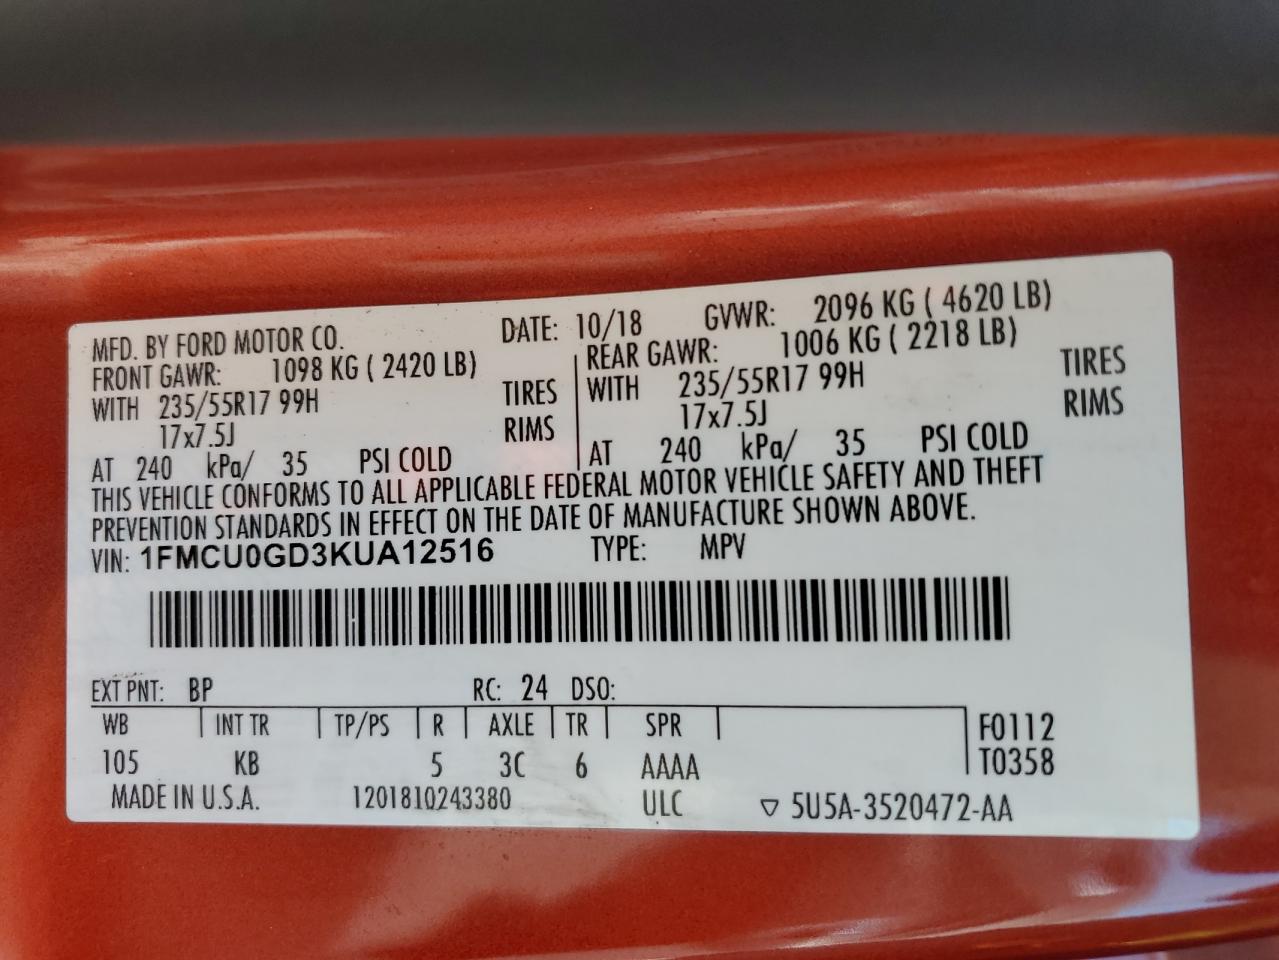 MFD. BY FORD MOTOR CO. DATE: 10/18 GVWR: 2096 KG ( 4620 LB)
FRONT GAWR: 1098 KG ( 2420 LB) REAR GAWR: 1006 KG ( 2218 LB)
WITH 235/55R17 99H TIRES WITH 235/55R17 99H TIRES
17x7.5J RIMS 17x7.5J RIMS
AT 240 kPa/ 35 PSI COLD AT 240 kPa/ 35 PSI COLD
THIS VEHICLE CONFORMS TO ALL APPLICABLE FEDERAL MOTOR VEHICLE SAFETY AND THEFT
PREVENTION STANDARDS IN EFFECT ON THE DATE OF MANUFACTURE SHOWN ABOVE.
VIN: 1FMCU0GD3KUA12516 TYPE: MPV
EXT PNT: BP RC: 24 DSO:
WB INT TR TP/PS R AXLE TR SPR F0112
105 KB 5 3C 6 AAAA T0358
MADE IN U.S.A. 1201810243380 ULC ▽ 5U5A-3520472-AA